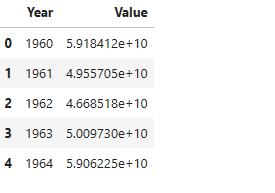 Year Value
0 1960 5.918412e+10
1 1961 4.955705e+10
2 1962 4.668518e+10
3 1963 5.009730e+10
4 1964 5.906225e+10